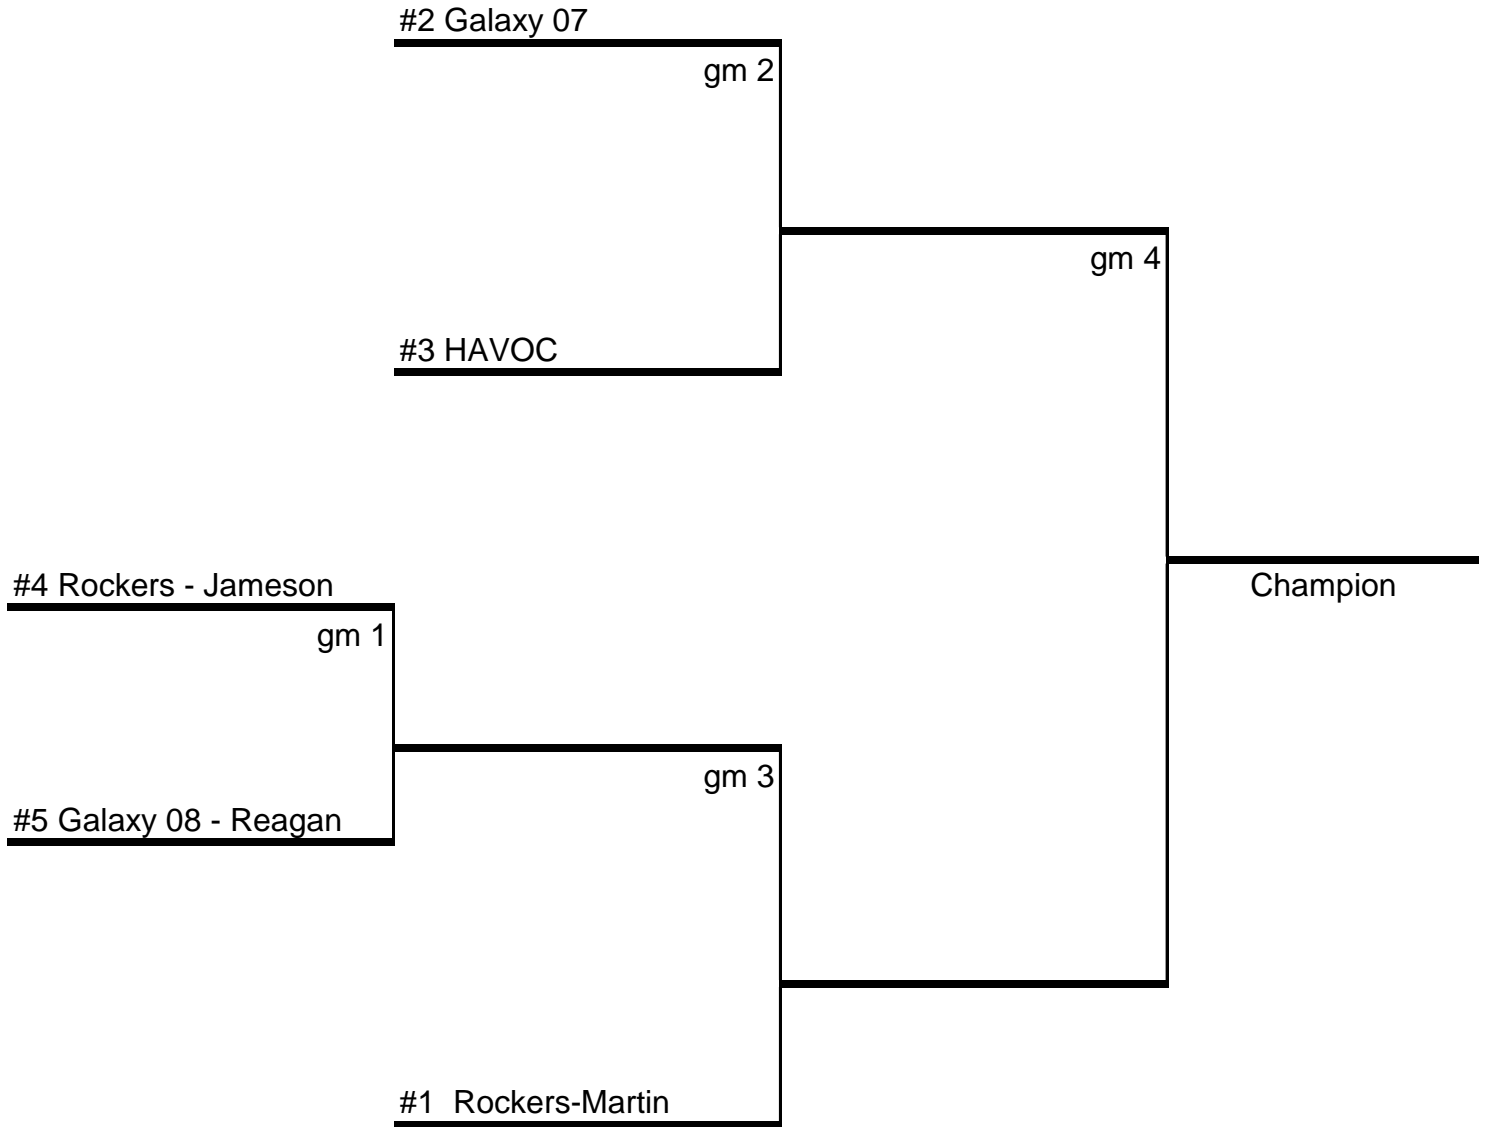 #2 Galaxy 07
gm 2
gm 4
#3 HAVOC
Champion
#4 Rockers - Jameson
gm 1
gm 3
#5 Galaxy 08 - Reagan
#1  Rockers-Martin